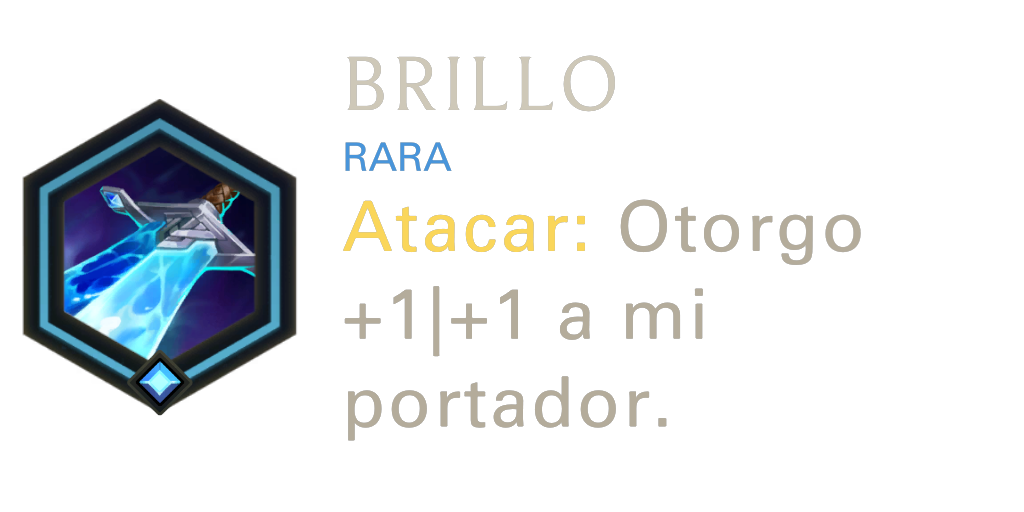 BRILLO
RARA
Atacar: Otorgo
+1|+1 a mi
portador.